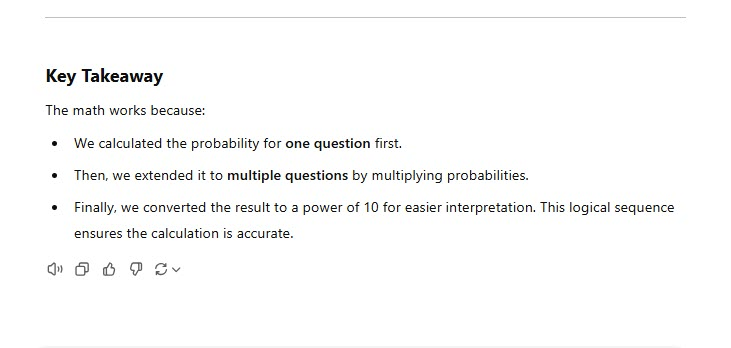 Key Takeaway
The math works because:
• We calculated the probability for one question first.
• Then, we extended it to multiple questions by multiplying probabilities.
• Finally, we converted the result to a power of 10 for easier interpretation. This logical sequence
ensures the calculation is accurate.